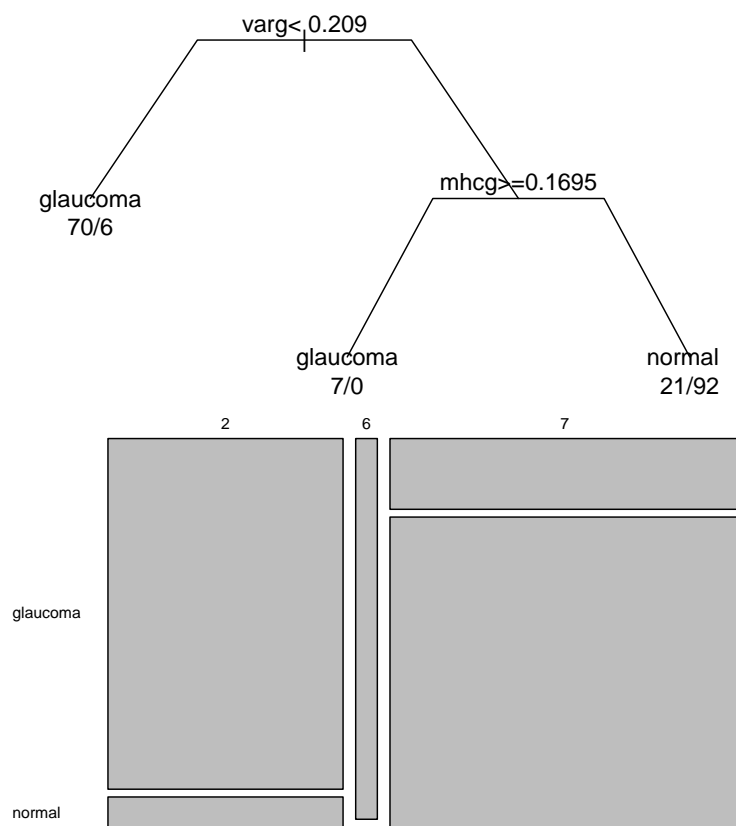 varg< 0.209
mhcg>=0.1695
glaucoma
70/6
glaucoma
7/0
normal
21/92
2
6
7
glaucoma
normal